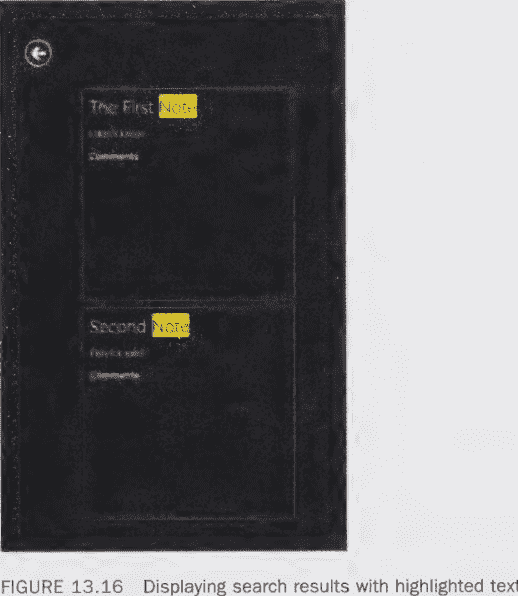 The First Note
Comments
Second Note
Comments
FIGURE 13.16 Displaying search results with highlighted text